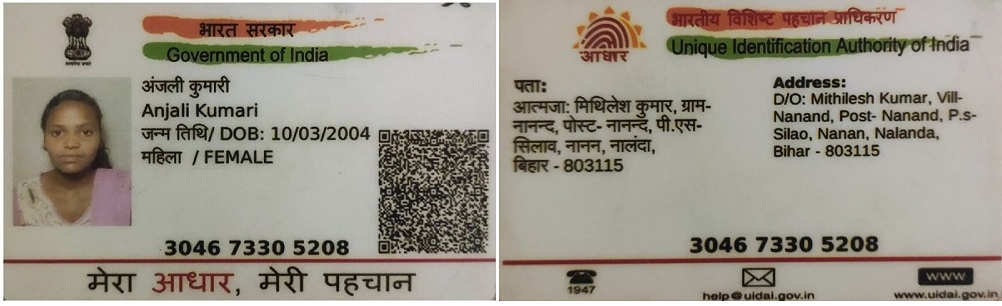 भारत सरकार
Government of India
अंजली कुमारी
Anjali Kumari
जन्म तिथि/ DOB: 10/03/2004
महिला / FEMALE
3046 7330 5208
मेरा आधार, मेरी पहचान
भारतीय विशिष्ट पहचान प्राधिकरण
Unique Identification Authority of India
आधार
पता:
आत्मजा: मिथिलेश कुमार, ग्राम-
नानन्द, पोस्ट- नानन्द, पी.एस-
सिलाव, नानन, नालंदा,
बिहार - 803115
Address:
D/O: Mithilesh Kumar, Vill-
Nanand, Post- Nanand, P.s-
Silao, Nanan, Nalanda,
Bihar - 803115
3046 7330 5208
1947
help@uidai.gov.in
www
www.uidai.gov.in